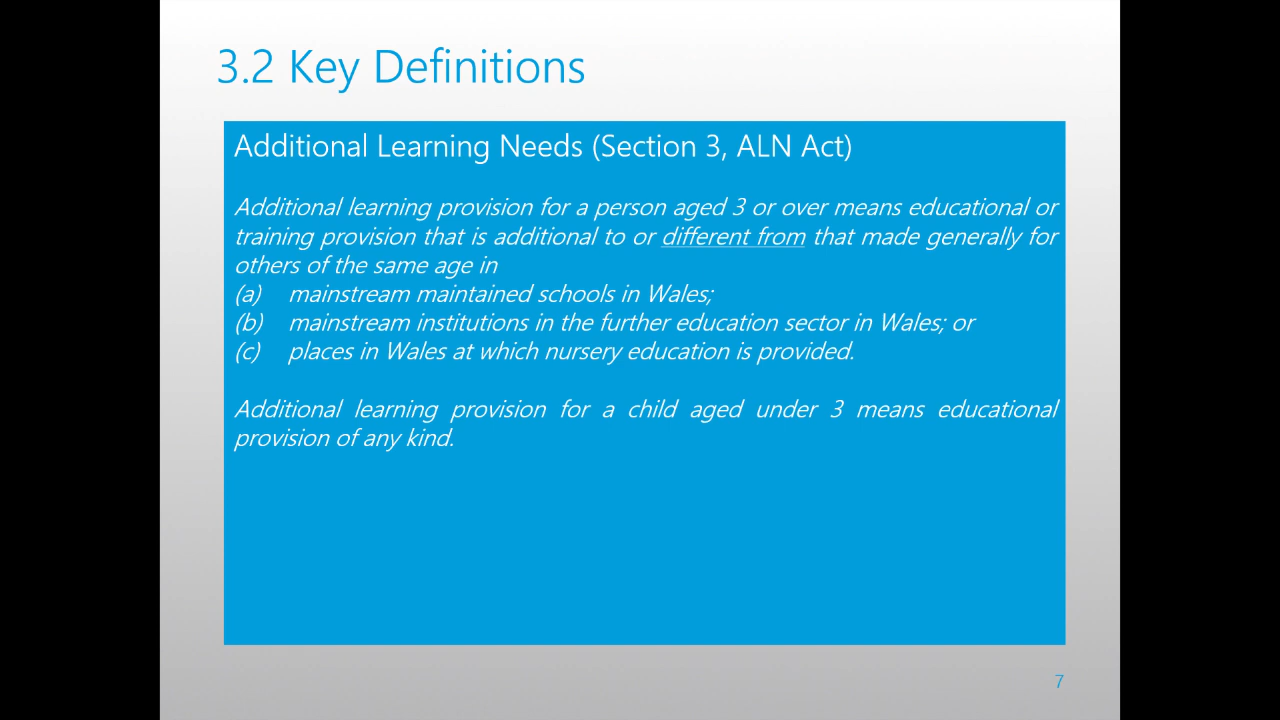 3.2 Key Definitions
Additional Learning Needs (Section 3, ALN Act)
Additional learning provision for a person aged 3 or over means educational or
training provision that is additional to or different from that made generally for
others of the same age in
(a) mainstream maintained schools in Wales;
(b) mainstream institutions in the further education sector in Wales; or
(c) places in Wales at which nursery education is provided.
Additional learning provision for a child aged under 3 means educational
provision of any kind.
7